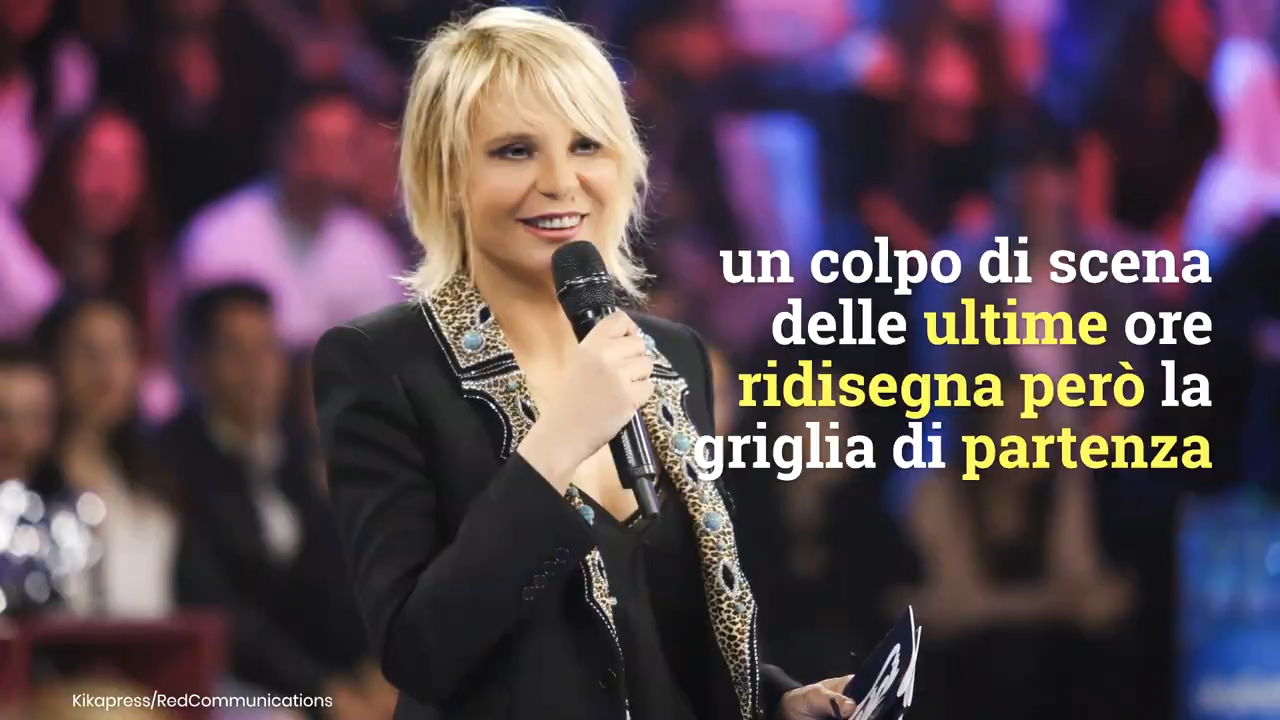 un colpo di scena
delle ultime ore
ridisegna però la
griglia di partenza
Kikapress/RedCommunications